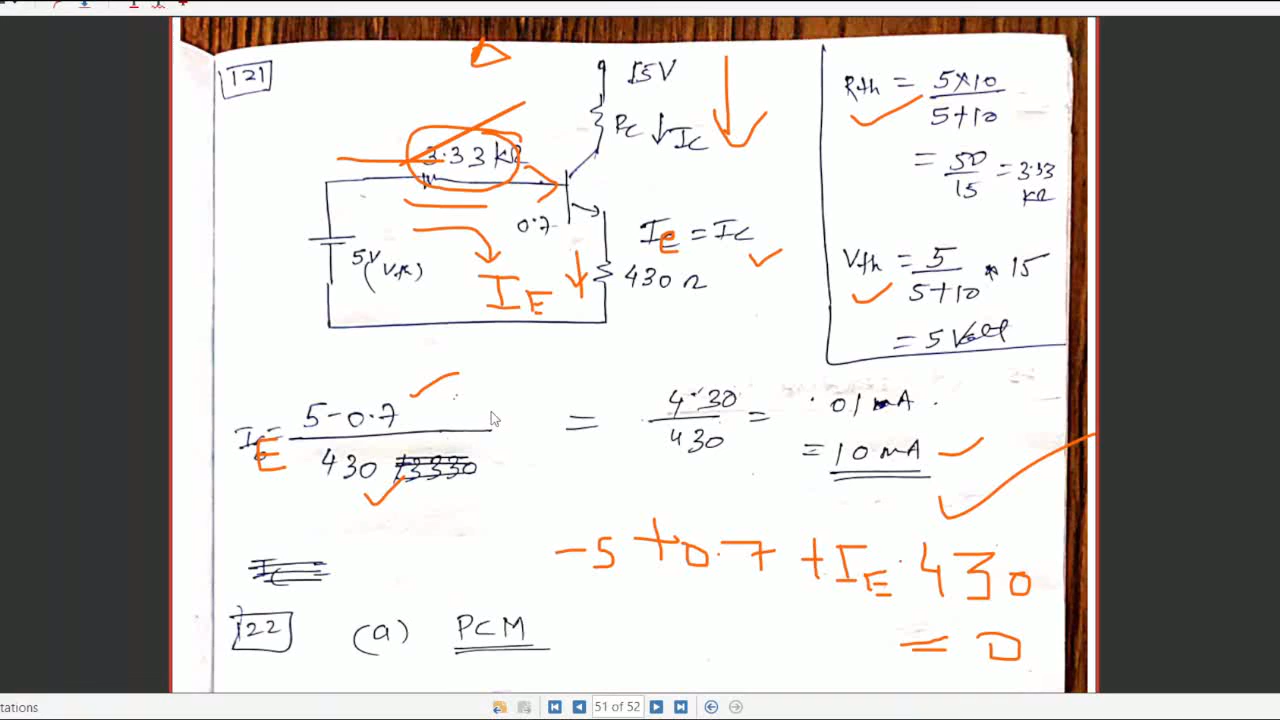 121
15V
RC ↓ IC
3.33 kΩ
0.7
5V
(Vth)
IE = IC
430 Ω
IE
Rth = 5×10 / 5+10
= 50 / 15 = 3.33 kΩ
Vth = 5 / 5+10 * 15
= 5 Volt
IE = 5-0.7 / 430 = 4.30 / 430 = .01 A.
= 10 mA
-5 +0.7 +IE.430
= 0
122 (a) PCM
tations
51 of 52